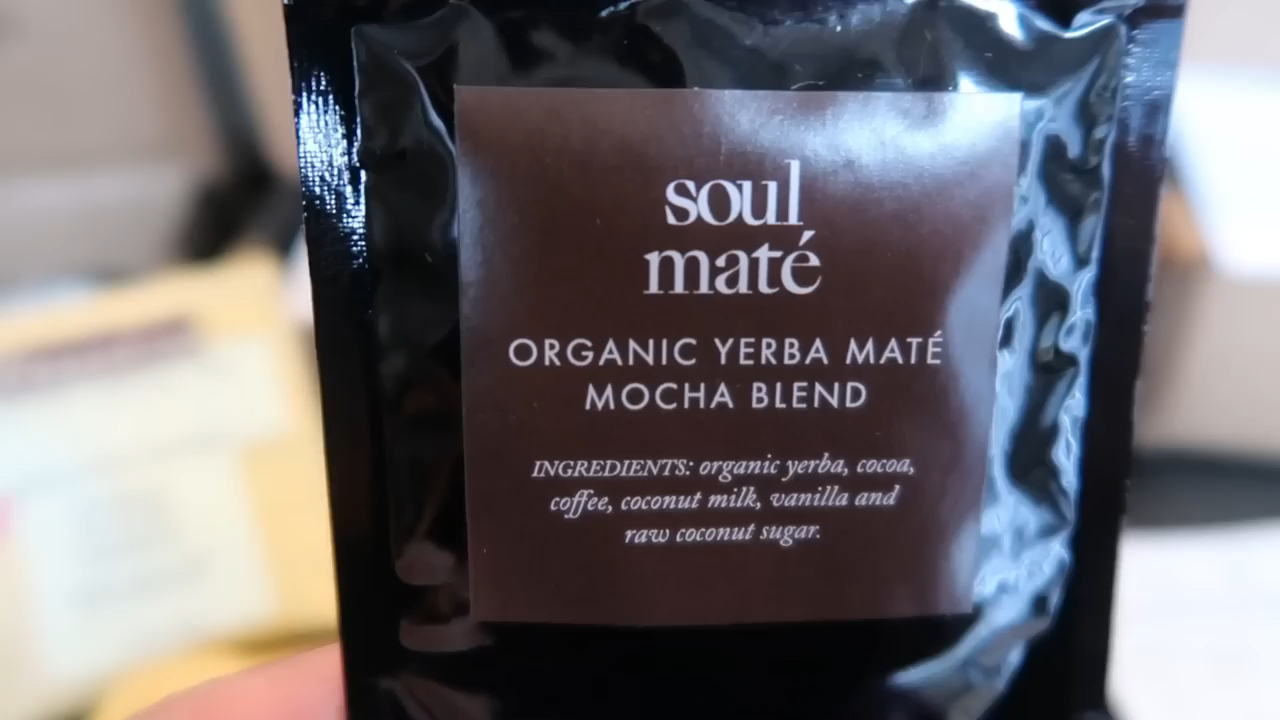 soul
maté
ORGANIC YERBA MATÉ
MOCHA BLEND
INGREDIENTS: organic yerba, cocoa,
coffee, coconut milk, vanilla and
raw coconut sugar.